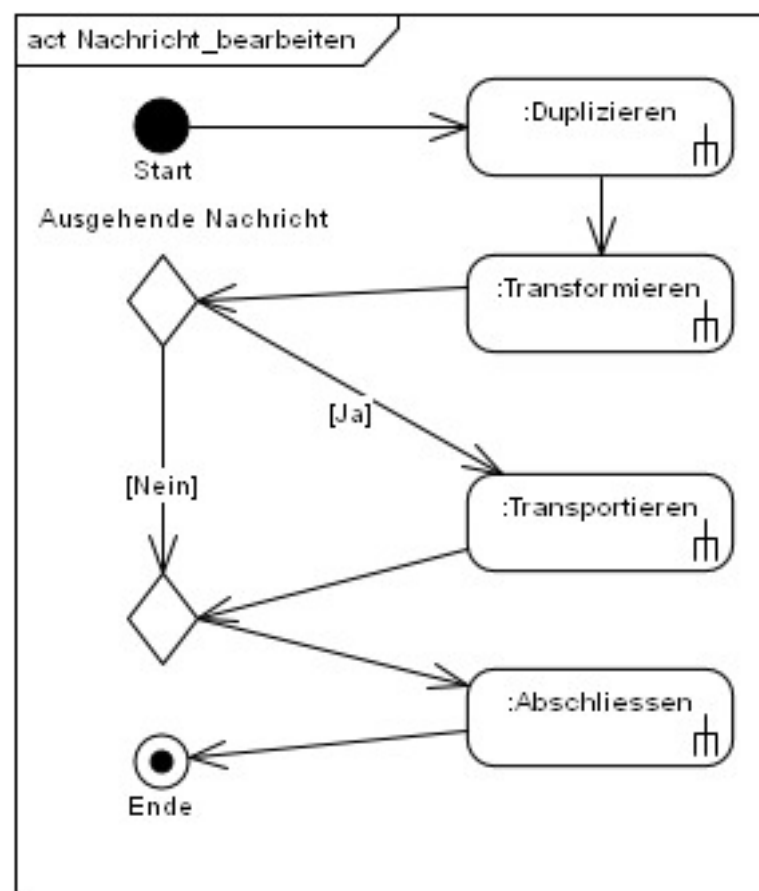 act Nachricht_bearbeiten
:Duplizieren
Start
Ausgehende Nachricht
:Transformieren
[Ja]
[Nein]
:Transportieren
:Abschliessen
Ende